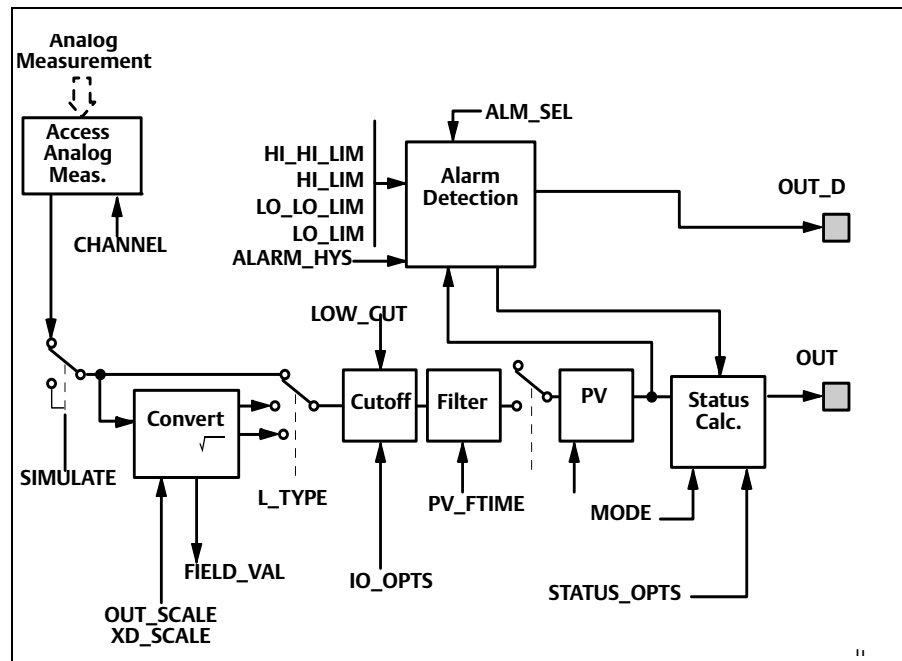 Analog
Measurement
Access
Analog
Meas.
CHANNEL
ALM_SEL
HI_HI_LIM
HI_LIM
LO_LO_LIM
LO_LIM
ALARM_HYS
Alarm
Detection
OUT_D
LOW_CUT
OUT
Convert
√
Cutoff
Filter
PV
Status
Calc.
SIMULATE
L_TYPE
PV_FTIME
MODE
FIELD_VAL
IO_OPTS
STATUS_OPTS
OUT_SCALE
XD_SCALE